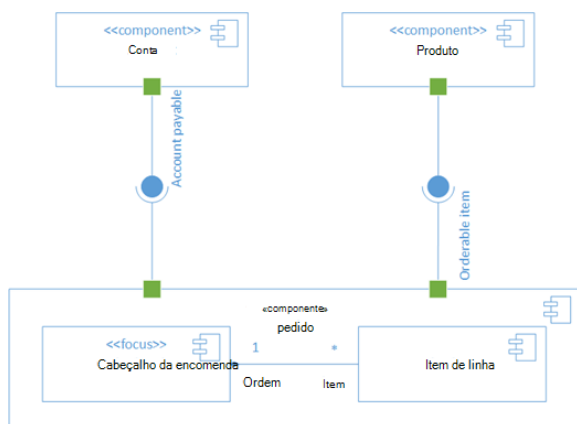 <<component>>
Conta
<<component>>
Produto
Account payable
Orderable item
«componente»
pedido
<<focus>>
Cabeçalho da encomenda
1
*
Ordem
Item
Item de linha